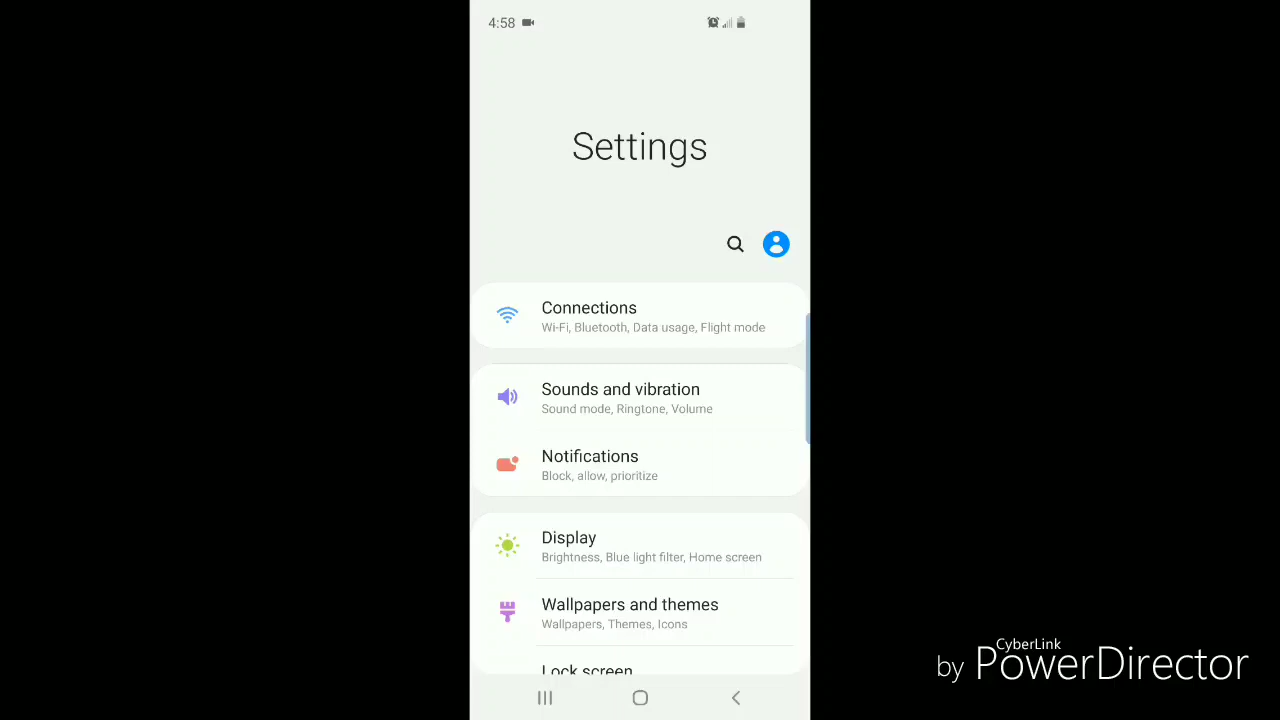 4:58
Settings
Connections
Wi-Fi, Bluetooth, Data usage, Flight mode
Sounds and vibration
Sound mode, Ringtone, Volume
Notifications
Block, allow, prioritize
Display
Brightness, Blue light filter, Home screen
Wallpapers and themes
Wallpapers, Themes, Icons
Lock screen
CyberLink
by PowerDirector